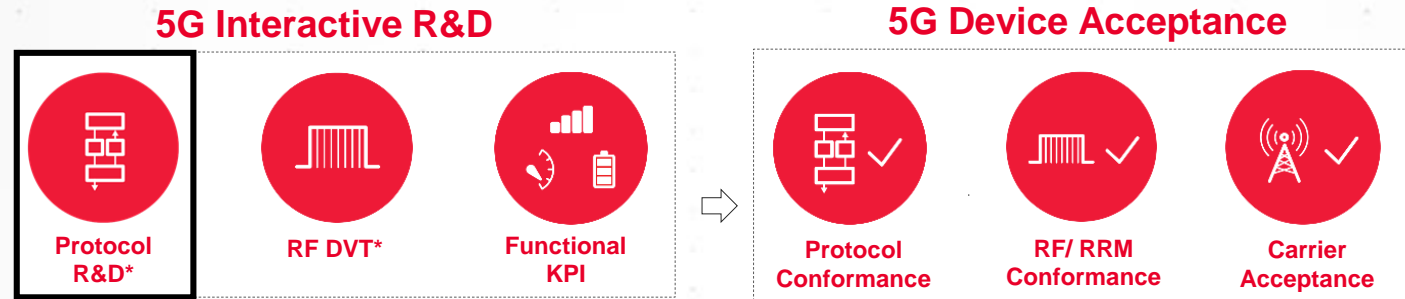 5G Interactive R&D
5G Device Acceptance
Protocol
R&D*
RF DVT*
Functional
KPI
Protocol
Conformance
RF/ RRM
Conformance
Carrier
Acceptance